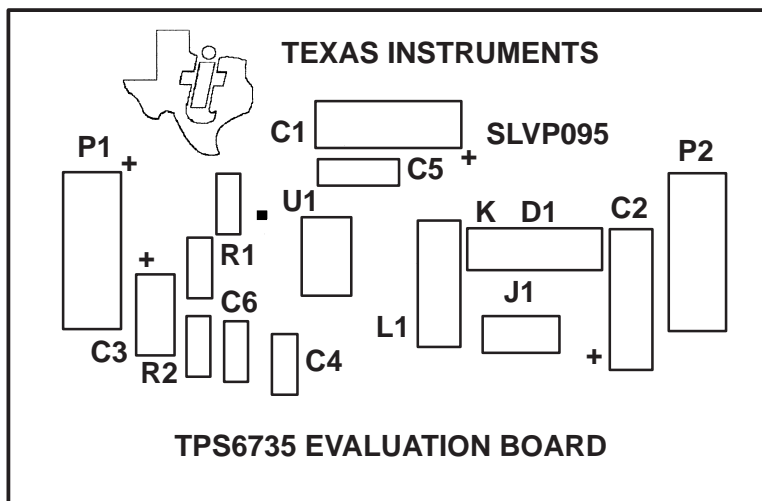 TEXAS INSTRUMENTS
C1
SLVP095
P1 +
C5 +
P2
U1
K D1
C2
R1
+
J1
C6
L1
C3
R2
C4
+
TPS6735 EVALUATION BOARD